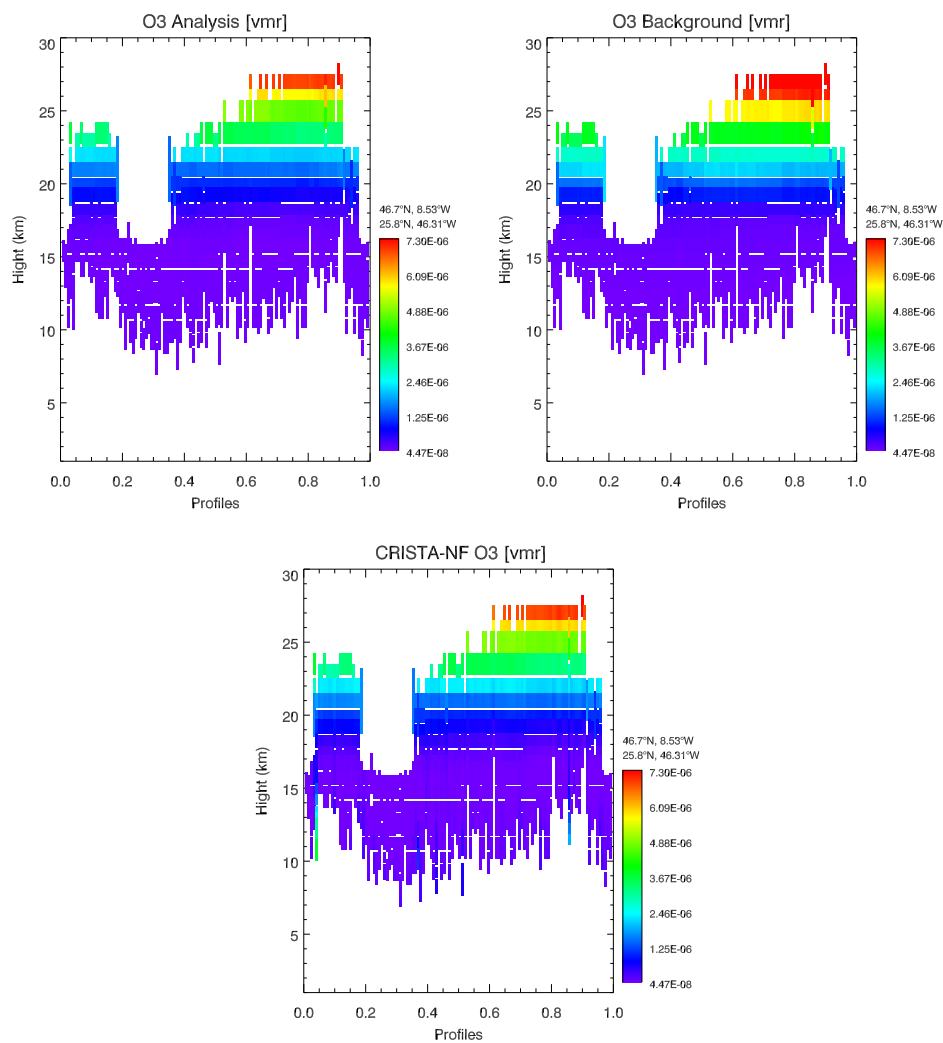 O3 Analysis [vmr]
30
25
20
15
10
5
Hight (km)
0.0 0.2 0.4 0.6 0.8 1.0
Profiles
46.7°N, 8.53°W
25.8°N, 46.31°W
7.30E-06
6.09E-06
4.88E-06
3.67E-06
2.46E-06
1.25E-06
4.47E-08
O3 Background [vmr]
30
25
20
15
10
5
Hight (km)
0.0 0.2 0.4 0.6 0.8 1.0
Profiles
46.7°N, 8.53°W
25.8°N, 46.31°W
7.30E-06
6.09E-06
4.88E-06
3.67E-06
2.46E-06
1.25E-06
4.47E-08
CRISTA-NF O3 [vmr]
30
25
20
15
10
5
Hight (km)
0.0 0.2 0.4 0.6 0.8 1.0
Profiles
46.7°N, 8.53°W
25.8°N, 46.31°W
7.30E-06
6.09E-06
4.88E-06
3.67E-06
2.46E-06
1.25E-06
4.47E-08